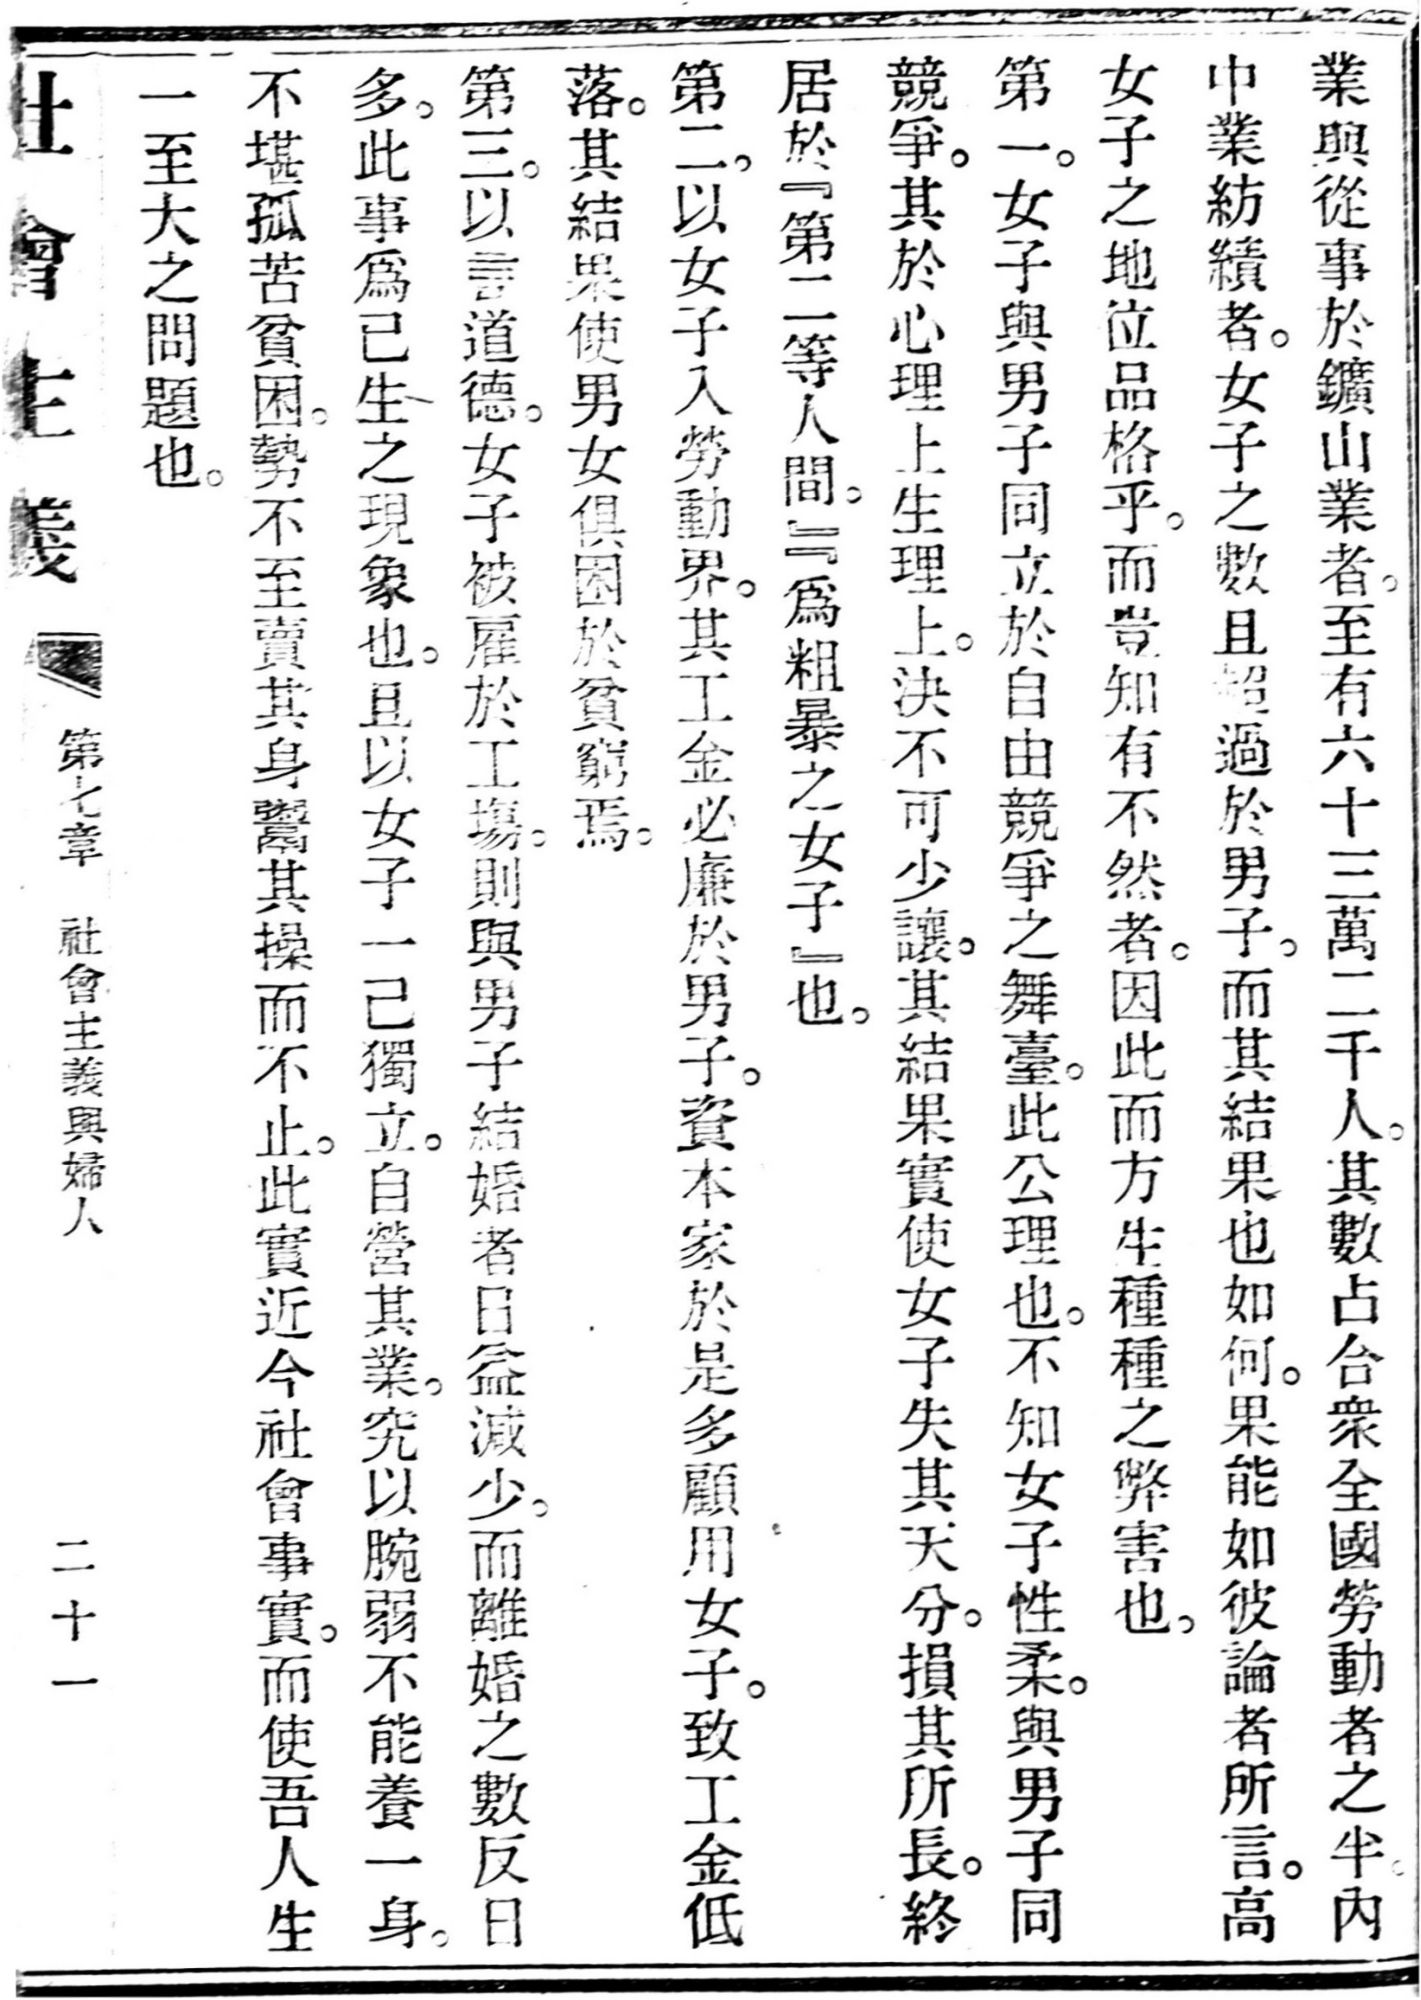 業與從事於鑛山業者。至有六十三萬二千人。其數占合衆全國勞動者之半。內
中業紡績者。女子之數且超過於男子。而其結果也如何。果能如彼論者所言。高
女子之地位品格乎。而豈知有不然者。因此而方生種種之弊害也。
第一。女子與男子同立於自由競爭之舞臺。此公理也。不知女子性柔。與男子同
競爭。其於心理上生理上。決不可少讓。其結果實使女子失其天分。損其所長。終
居於『第二等人間。』『爲粗暴之女子』也。
第二。以女子入勞動界。其工金必廉於男子。資本家於是多顧用女子。致工金低
落。其結果使男女俱困於貧窮焉。
第三。以言道德。女子被雇於工塲。則與男子結婚者日益減少。而離婚之數反日
多。此事爲已生之現象也。且以女子一己獨立。自營其業。究以腕弱不能養一身。
不堪孤苦貧困。勢不至賣其身鬻其操而不止。此實近今社會事實。而使吾人生
一至大之問題也。
社會主義
第七章 社會主義與婦人
二十一